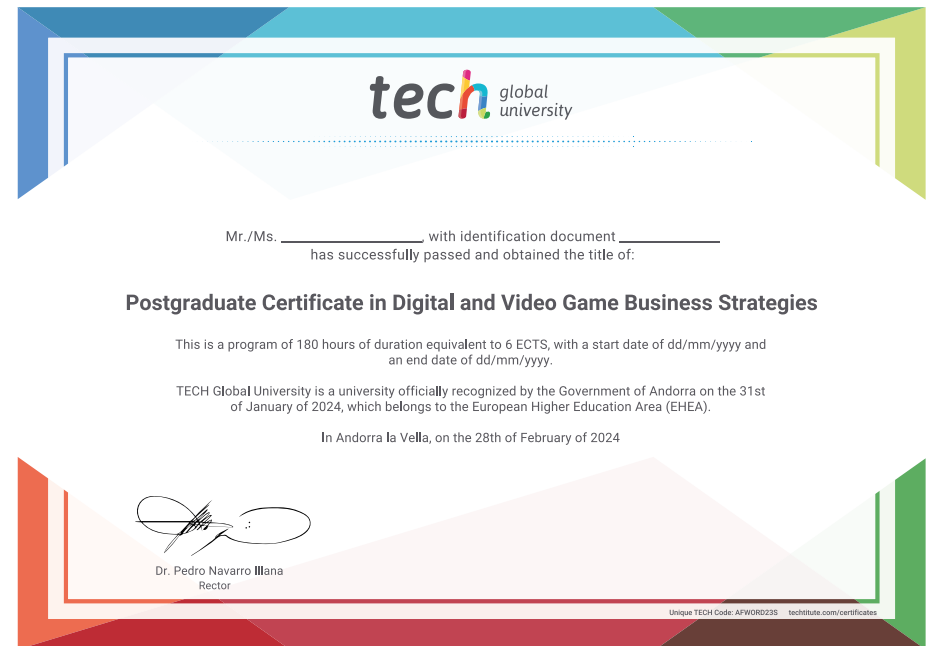 tech global
university
Mr./Ms. ____________, with identification document ____________
has successfully passed and obtained the title of:
Postgraduate Certificate in Digital and Video Game Business Strategies
This is a program of 180 hours of duration equivalent to 6 ECTS, with a start date of dd/mm/yyyy and
an end date of dd/mm/yyyy.
TECH Global University is a university officially recognized by the Government of Andorra on the 31st
of January of 2024, which belongs to the European Higher Education Area (EHEA).
In Andorra la Vella, on the 28th of February of 2024
Dr. Pedro Navarro Illana
Rector
Unique TECH Code: AFWORD23S techtitute.com/certificates